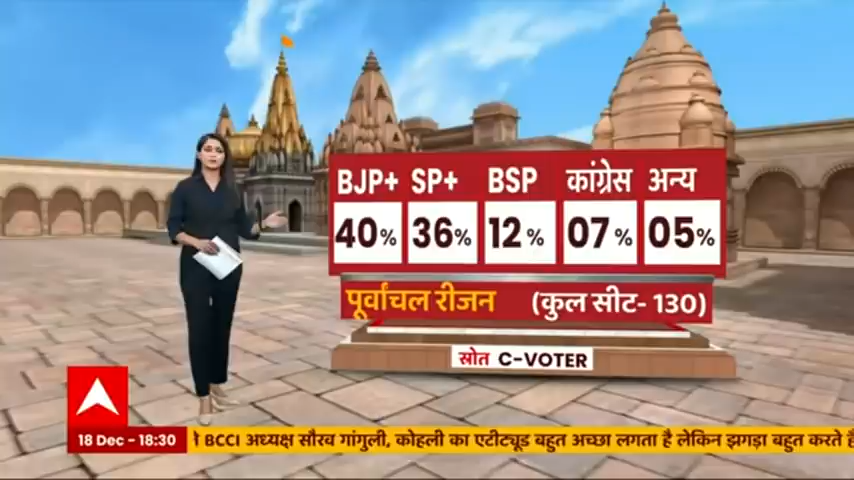 BJP+ SP+ BSP कांग्रेस अन्य
40% 36% 12% 07% 05%
पूर्वांचल रीजन (कुल सीट- 130)
स्रोत C-VOTER
18 Dec - 18:30
BCCI अध्यक्ष सौरव गांगुली, कोहली का एटीट्यूड बहुत अच्छा लगता है लेकिन झगड़ा बहुत करते